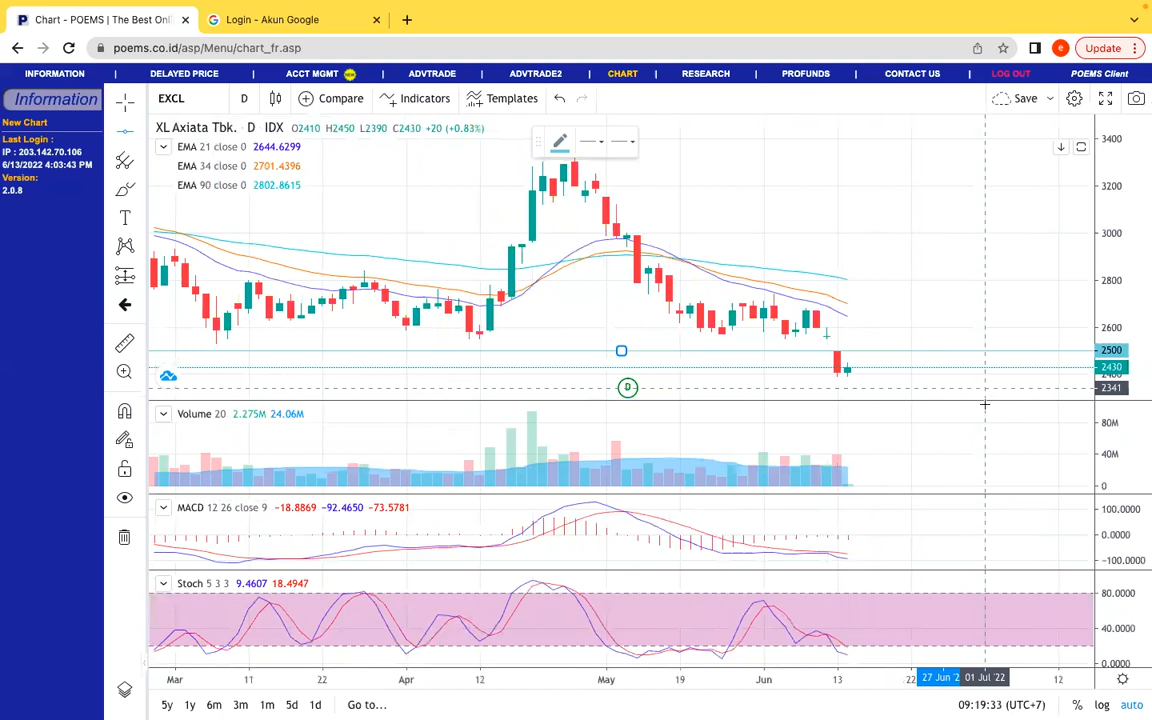 Chart - POEMS | The Best Onl
Login - Akun Google
poems.co.id/asp/Menu/chart_fr.asp
e
Update
INFORMATION | DELAYED PRICE | ACCT MGMT NEW | ADVTRADE | ADVTRADE2 | CHART | RESEARCH | PROFUNDS | CONTACT US | LOG OUT POEMS Client
Information
New Chart
Last Login :
IP : 203.142.70.106
6/13/2022 4:03:43 PM
Version:
2.0.8
EXCL D Compare Indicators Templates Save
XL Axiata Tbk. · D · IDX O2410 H2450 L2390 C2430 +20 (+0.83%)
EMA 21 close 0 2644.6299
EMA 34 close 0 2701.4396
EMA 90 close 0 2802.8615
3400
3200
3000
2800
2600
2500
2430
2400
2341
D
Volume 20 2.275M 24.06M
80M
40M
0
MACD 12 26 close 9 −18.8869 −92.4650 −73.5781
100.0000
0.0000
−100.0000
Stoch 5 3 3 9.4607 18.4947
80.0000
40.0000
0.0000
Mar 11 22 Apr 12 May 19 Jun 13 22 27 Jun '2 01 Jul '22 12
5y 1y 6m 3m 1m 5d 1d Go to... 09:19:33 (UTC+7) % log auto